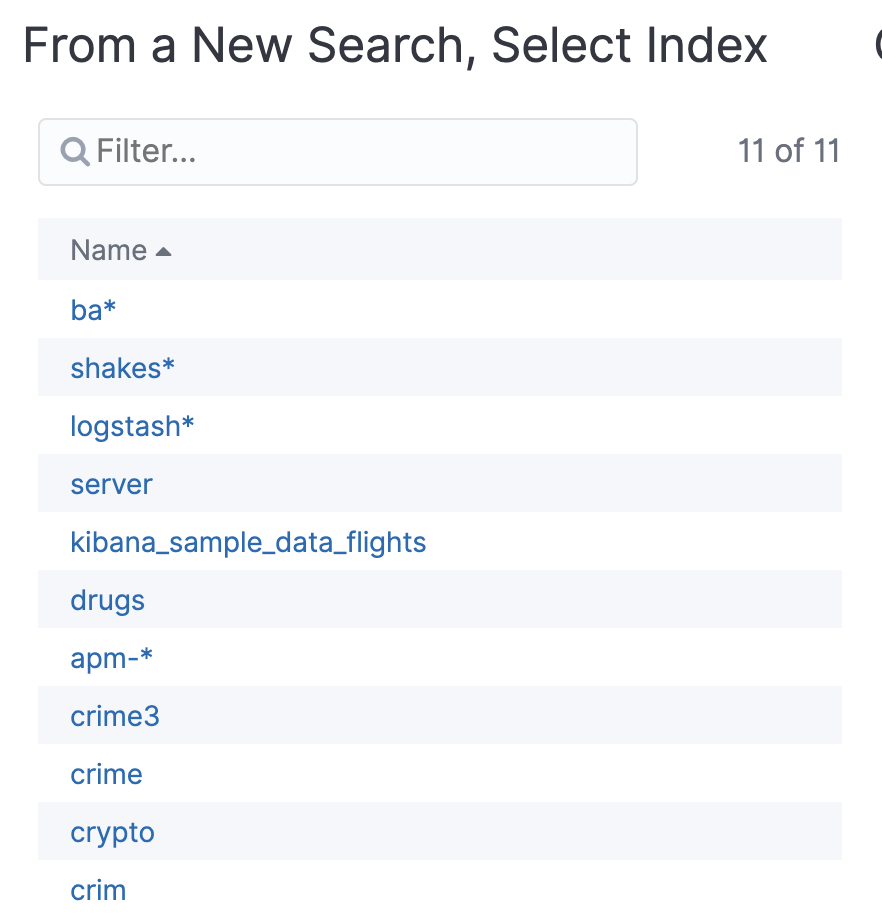 From a New Search, Select Index
Filter...
11 of 11
Name
ba*
shakes*
logstash*
server
kibana_sample_data_flights
drugs
apm-*
crime3
crime
crypto
crim